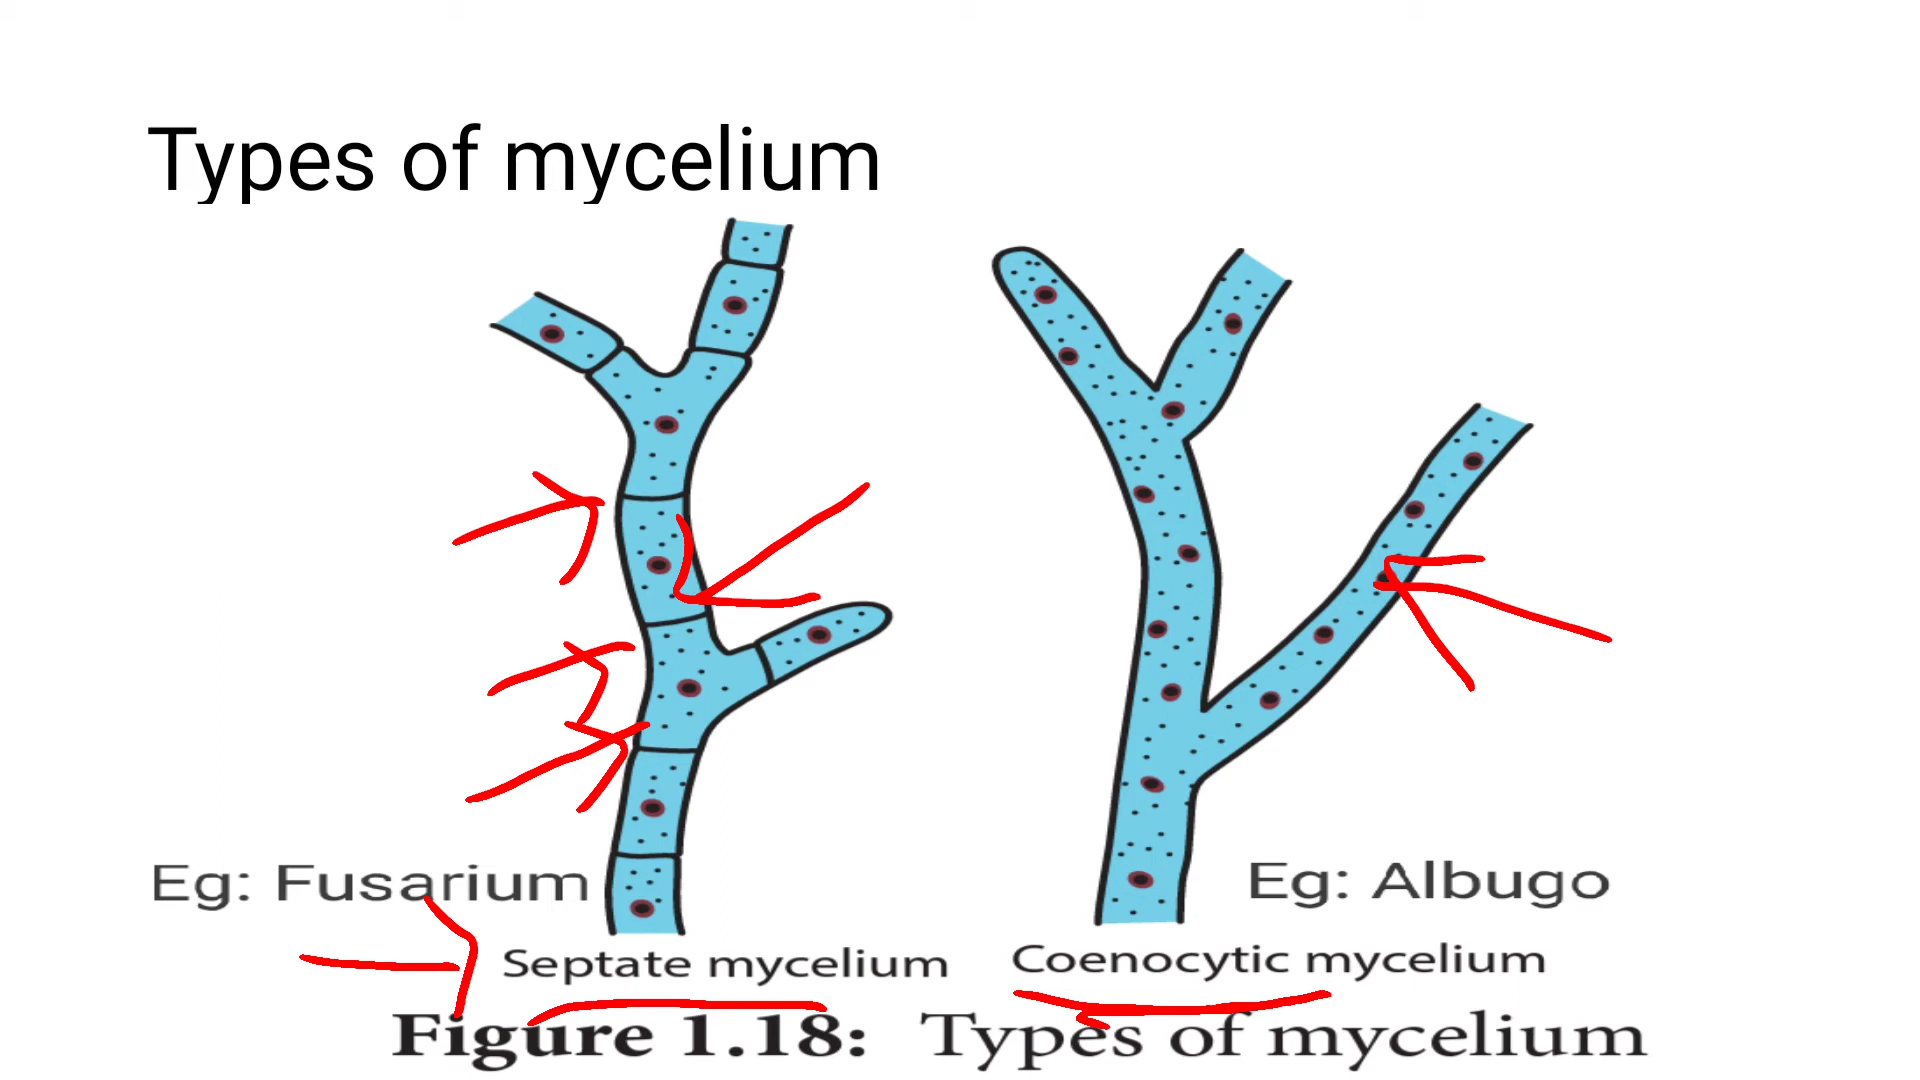 Types of mycelium
Eg: Fusarium
Eg: Albugo
Septate mycelium
Coenocytic mycelium
Figure 1.18: Types of mycelium